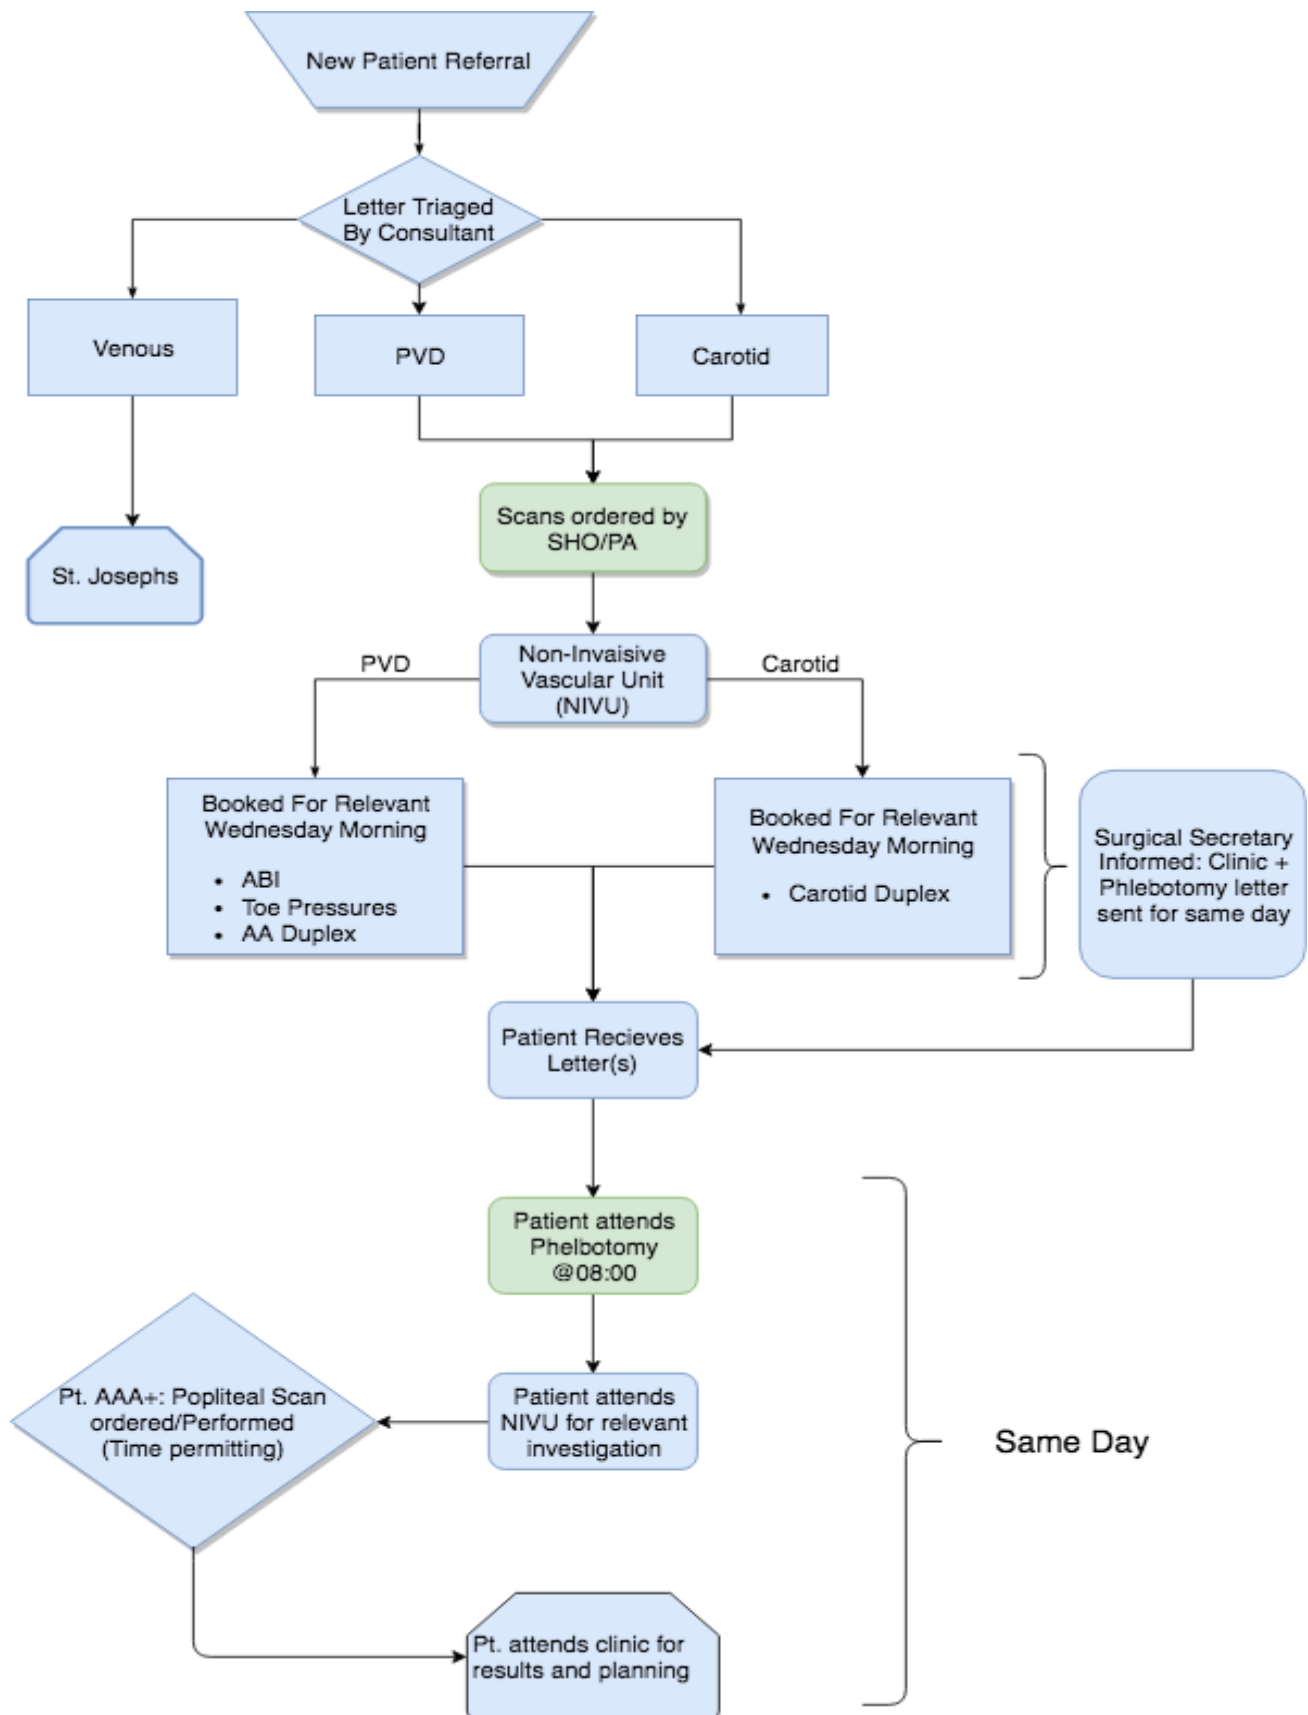 New Patient Referral
Letter Triaged
By Consultant
Venous
PVD
Carotid
Scans ordered by
SHO/PA
St. Josephs
Non-Invaisive
Vascular Unit
(NIVU)
PVD
Carotid
Booked For Relevant
Wednesday Morning
• ABI
• Toe Pressures
• AA Duplex
Booked For Relevant
Wednesday Morning
• Carotid Duplex
Surgical Secretary
Informed: Clinic +
Phlebotomy letter
sent for same day
Patient Recieves
Letter(s)
Patient attends
Phelbotomy
@08:00
Patient attends
NIVU for relevant
investigation
Pt. AAA+: Popliteal Scan
ordered/Performed
(Time permitting)
Same Day
Pt. attends clinic for
results and planning